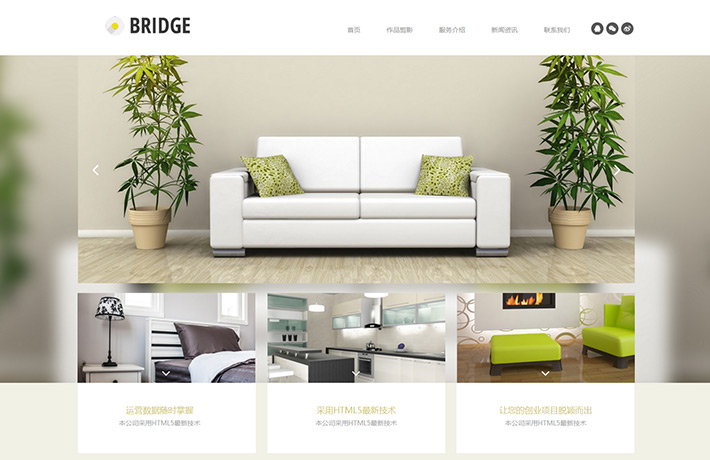 BRIDGE
首页 作品剪影 服务介绍 新闻资讯 联系我们
运营数据随时掌握 采用HTML5最新技术 让您的创业项目脱颖而出
本公司采用HTML5最新技术 本公司采用HTML5最新技术 本公司采用HTML5最新技术